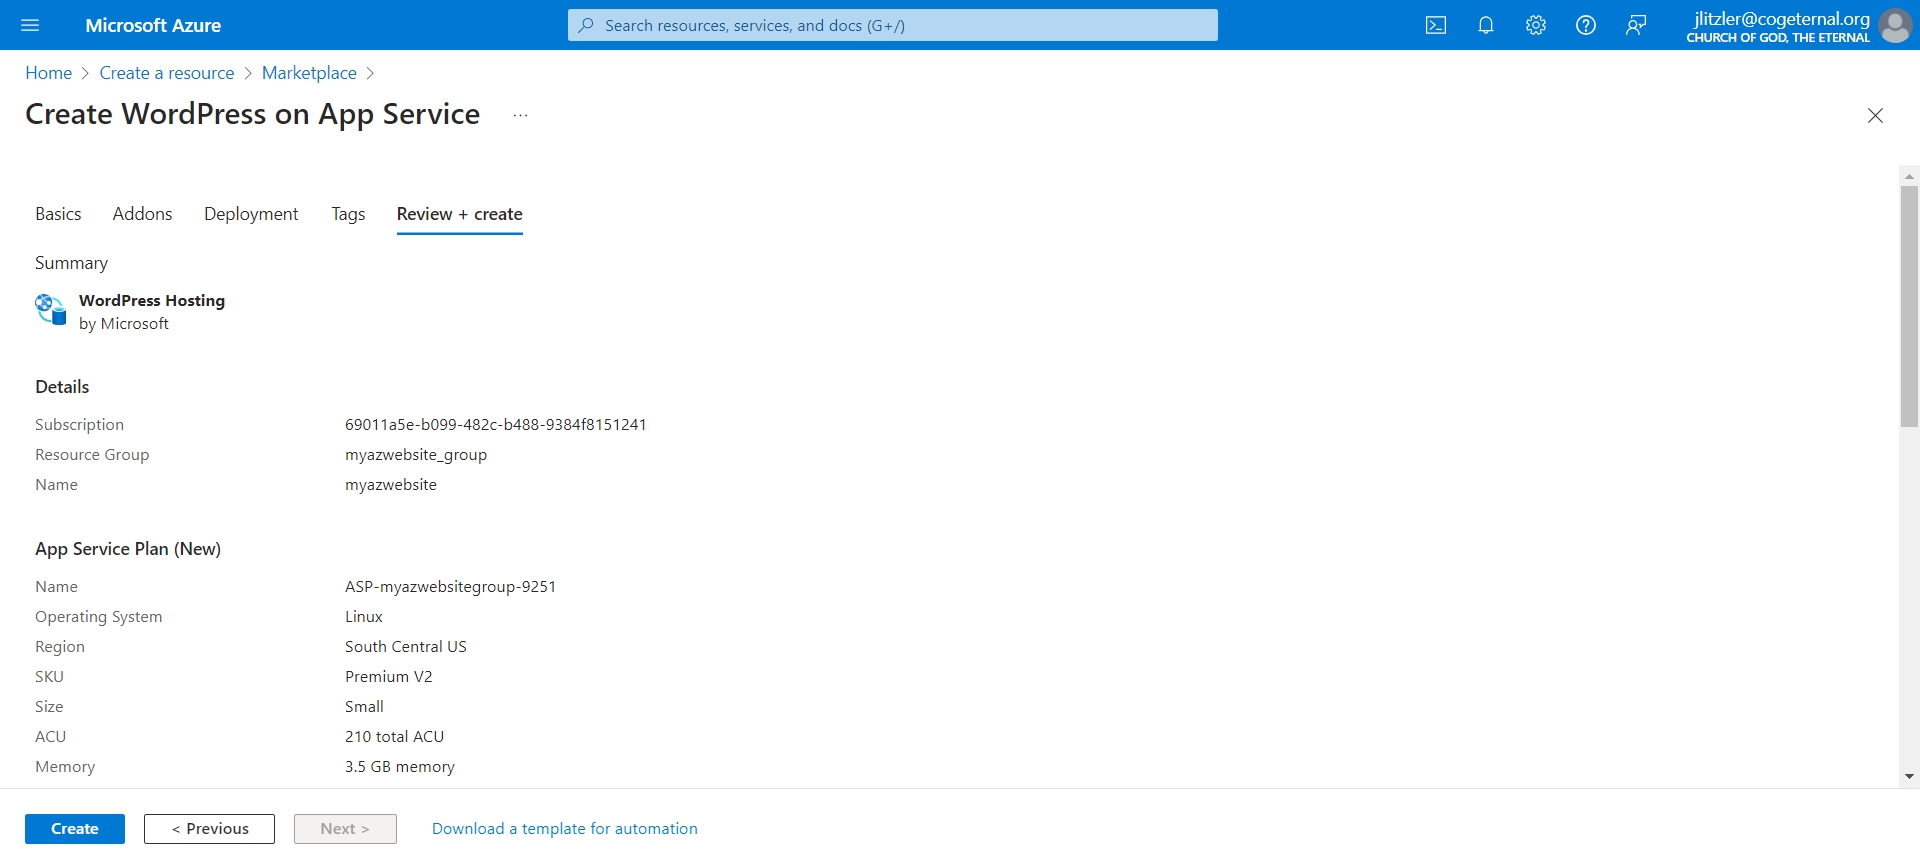 Microsoft Azure
Search resources, services, and docs (G+/)
jlitzler@cogeternal.org
CHURCH OF GOD, THE ETERNAL
Home > Create a resource > Marketplace >
Create WordPress on App Service ...
Basics Addons Deployment Tags Review + create
Summary
WordPress Hosting
by Microsoft
Details
Subscription 69011a5e-b099-482c-b488-9384f8151241
Resource Group myazwebsite_group
Name myazwebsite
App Service Plan (New)
Name ASP-myazwebsitegroup-9251
Operating System Linux
Region South Central US
SKU Premium V2
Size Small
ACU 210 total ACU
Memory 3.5 GB memory
Create < Previous Next > Download a template for automation